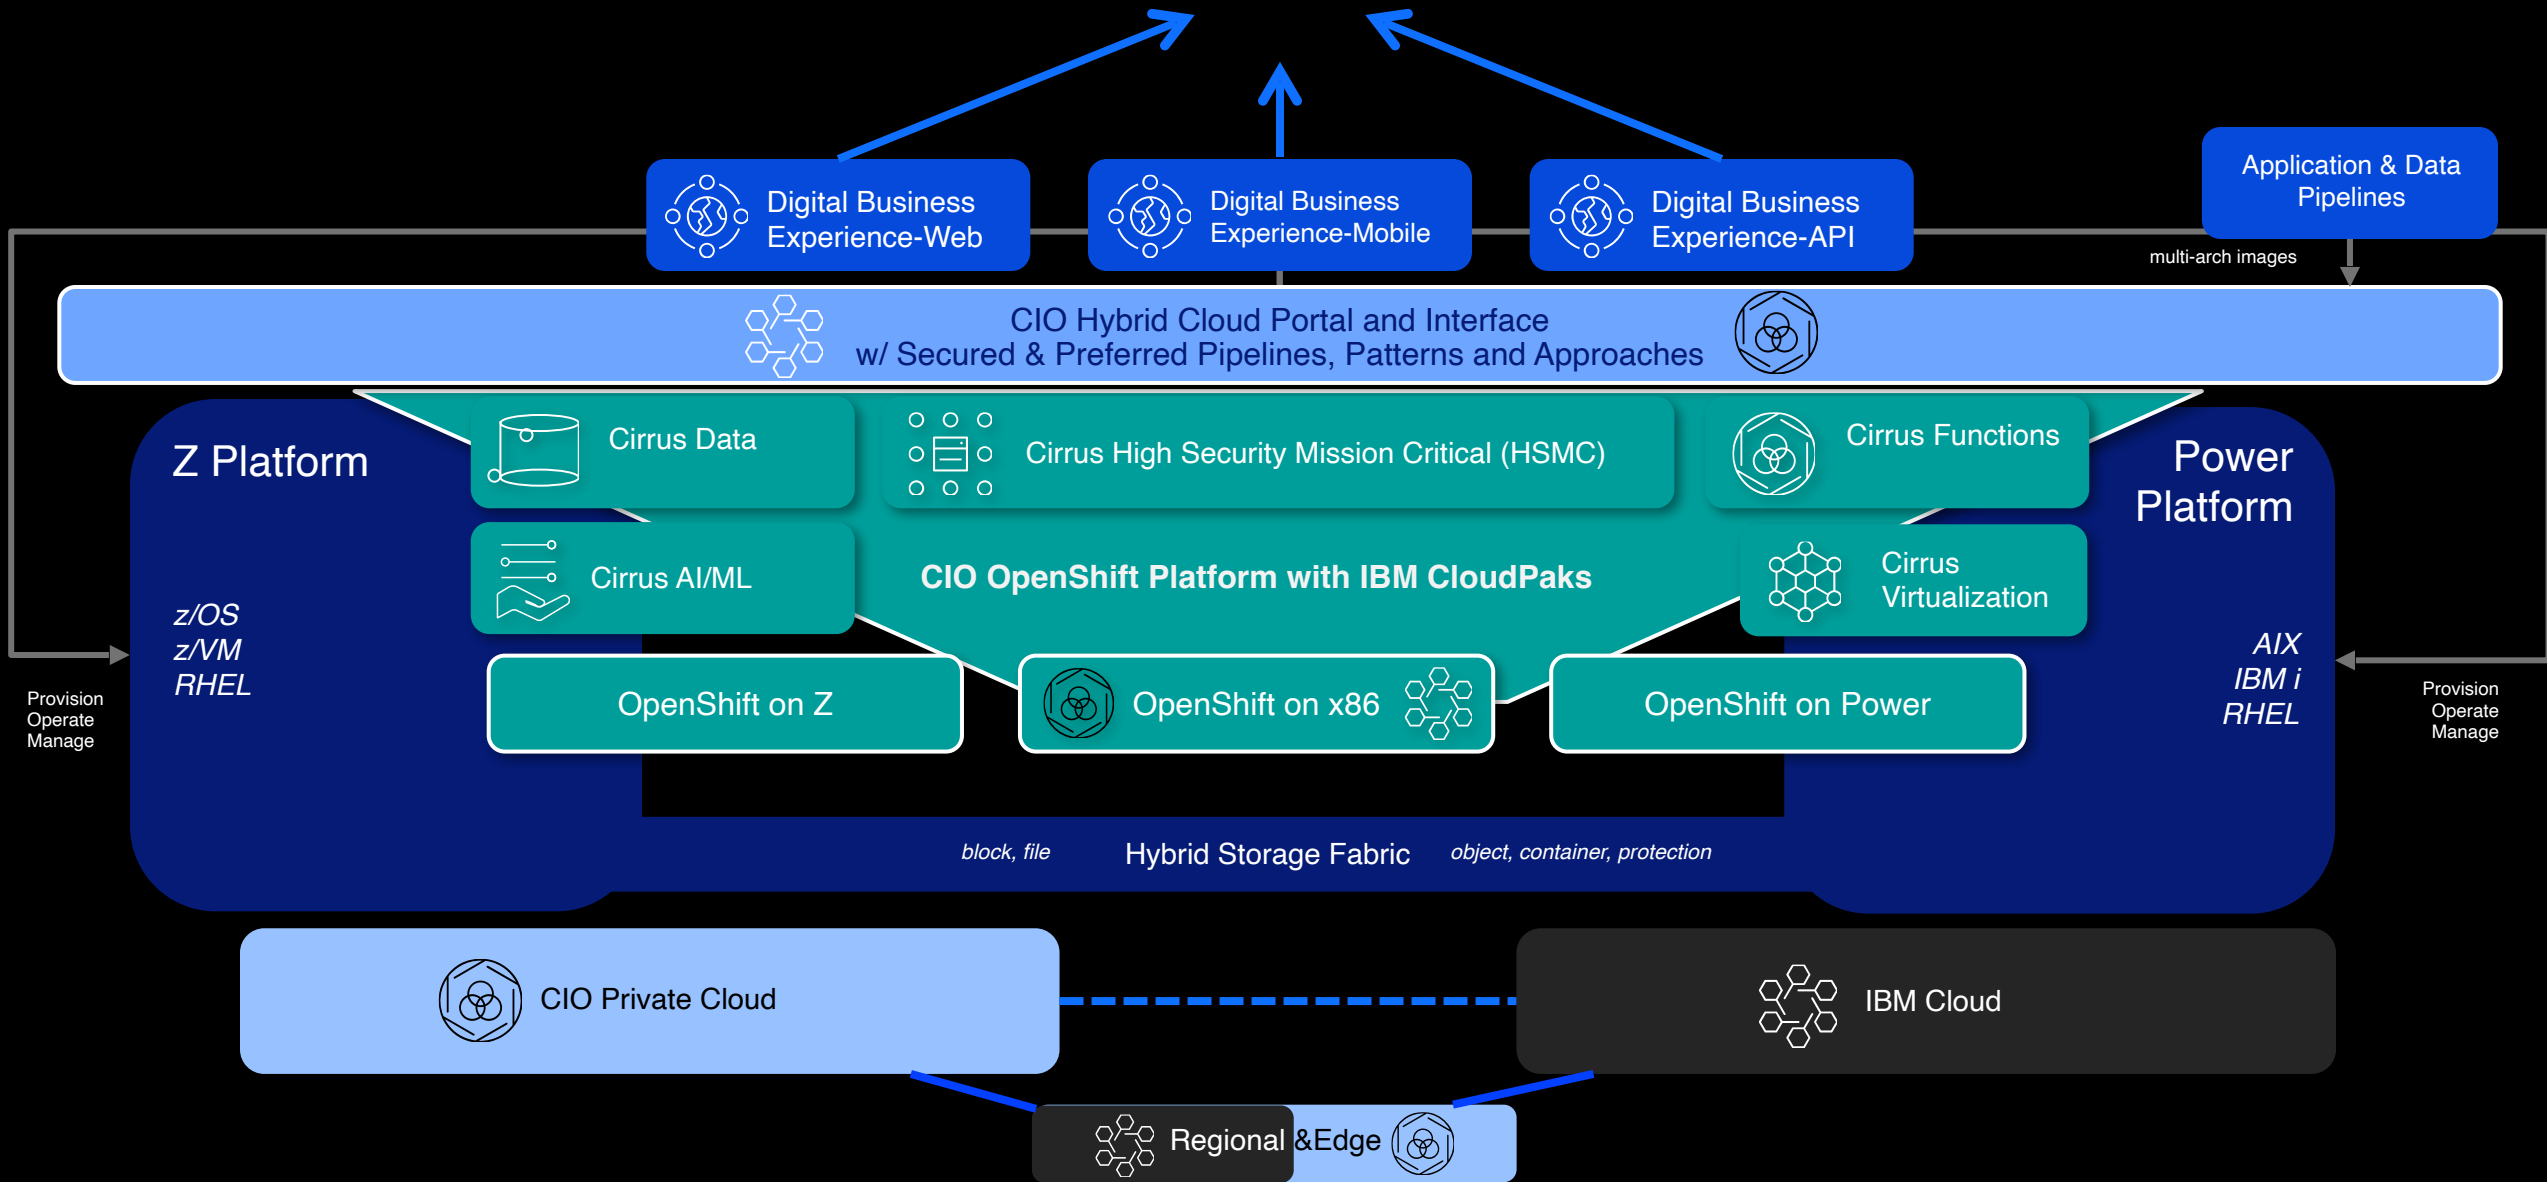 Digital Business
Experience-Web
Digital Business
Experience-Mobile
Digital Business
Experience-API
Application & Data
Pipelines
multi-arch images
CIO Hybrid Cloud Portal and Interface
w/ Secured & Preferred Pipelines, Patterns and Approaches
Z Platform
z/OS
z/VM
RHEL
Provision
Operate
Manage
Cirrus Data
Cirrus High Security Mission Critical (HSMC)
Cirrus Functions
Cirrus AI/ML
CIO OpenShift Platform with IBM CloudPaks
Cirrus
Virtualization
Power
Platform
AIX
IBM i
RHEL
Provision
Operate
Manage
OpenShift on Z
OpenShift on x86
OpenShift on Power
block, file
Hybrid Storage Fabric
object, container, protection
CIO Private Cloud
IBM Cloud
Regional &Edge